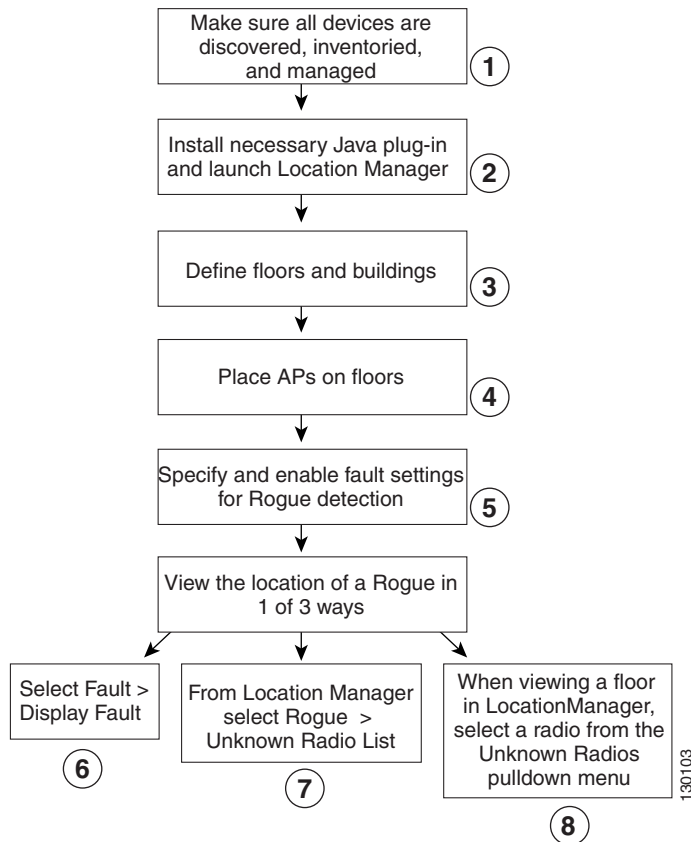 Make sure all devices are
discovered, inventoried,
and managed
1
Install necessary Java plug-in
and launch Location Manager
2
Define floors and buildings
3
Place APs on floors
4
Specify and enable fault settings
for Rogue detection
5
View the location of a Rogue in
1 of 3 ways
Select Fault >
Display Fault
6
From Location Manager
select Rogue >
Unknown Radio List
7
When viewing a floor
in LocationManager,
select a radio from the
Unknown Radios
pulldown menu
8
130103